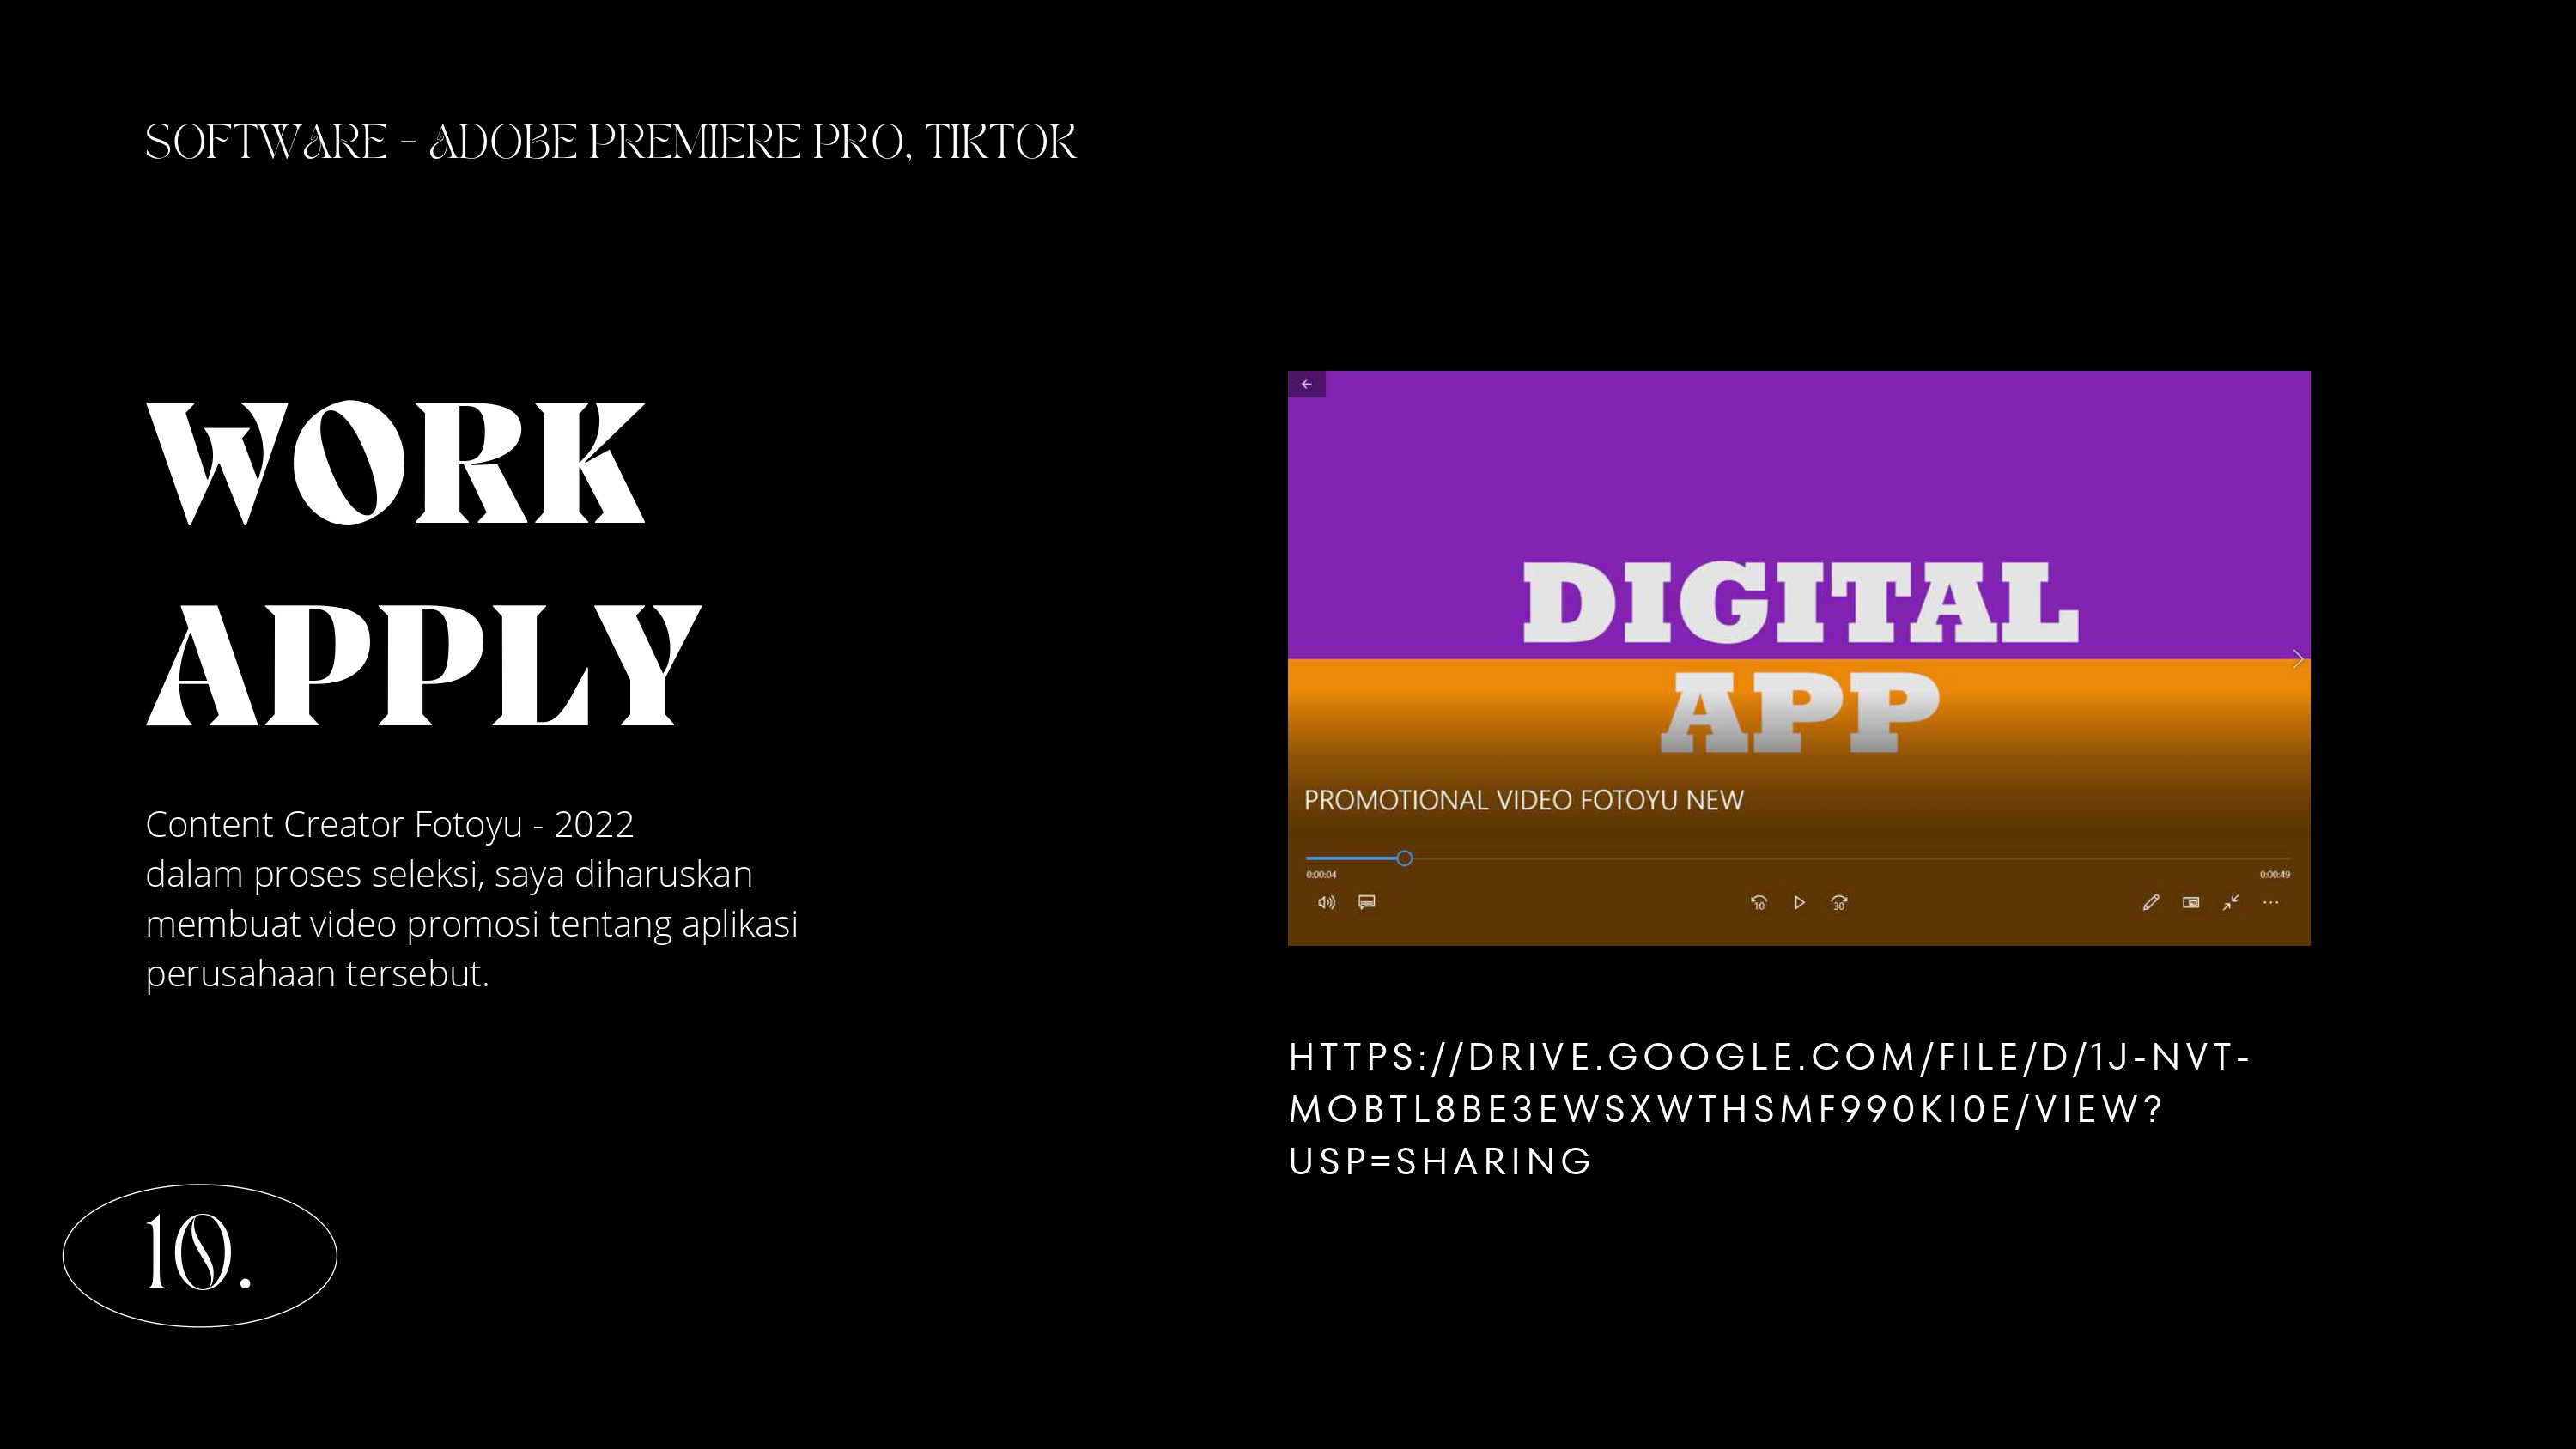 SOFTWARE - ADOBE PREMIERE PRO, TIKTOK
WORK
APPLY
Content Creator Fotoyu - 2022
dalam proses seleksi, saya diharuskan
membuat video promosi tentang aplikasi
perusahaan tersebut.
10.
DIGITAL
APP
PROMOTIONAL VIDEO FOTOYU NEW
0:00:04
0:00:49
10
30
HTTPS://DRIVE.GOOGLE.COM/FILE/D/1J-NVT-
MOBTL8BE3EWSXWTHSMF990KI0E/VIEW?
USP=SHARING